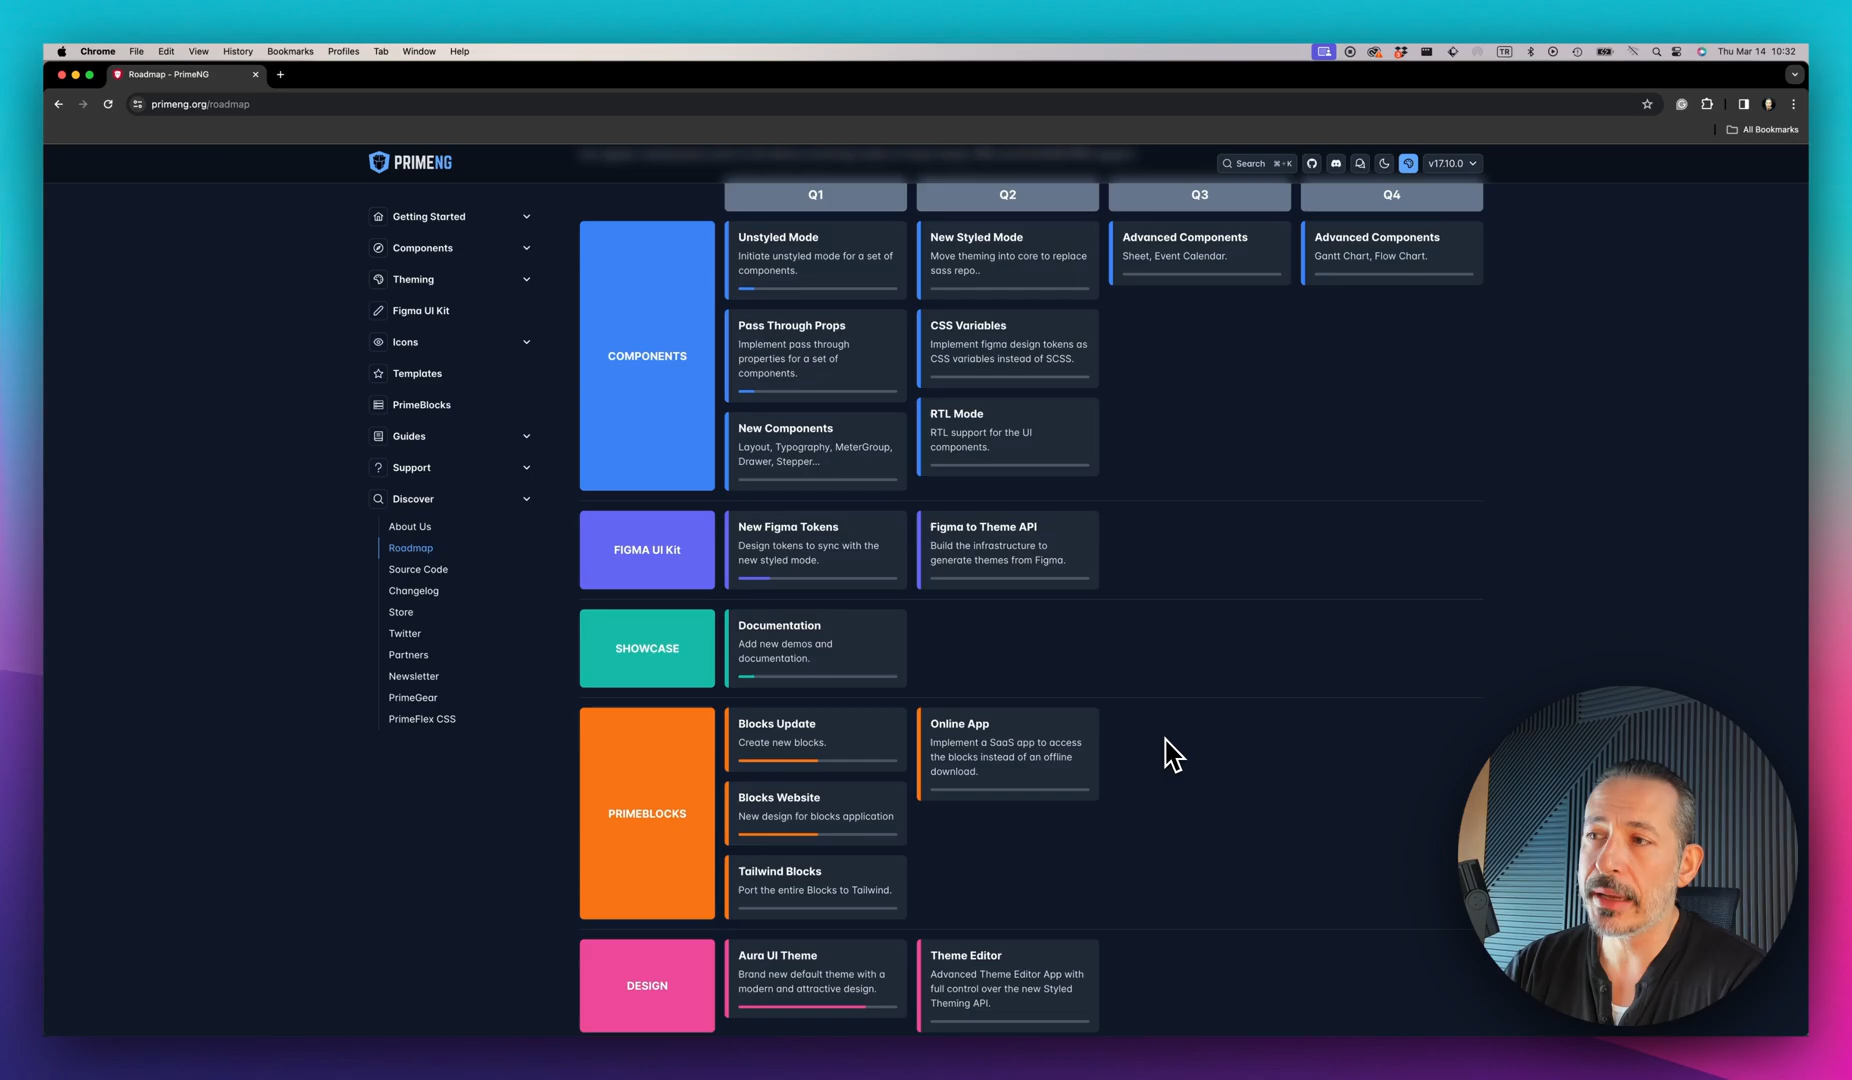 Chrome File Edit View History Bookmarks Profiles Tab Window Help
TR
Thu Mar 14 10:32
Roadmap - PrimeNG
primeng.org/roadmap
All Bookmarks
PRIMENG
Search ⌘+K
v17.10.0
Getting Started
Components
Theming
Figma UI Kit
Icons
Templates
PrimeBlocks
Guides
Support
Discover
About Us
Roadmap
Source Code
Changelog
Store
Twitter
Partners
Newsletter
PrimeGear
PrimeFlex CSS
Q1 Q2 Q3 Q4
COMPONENTS
Unstyled Mode
Initiate unstyled mode for a set of
components.
Pass Through Props
Implement pass through
properties for a set of
components.
New Components
Layout, Typography, MeterGroup,
Drawer, Stepper...
New Styled Mode
Move theming into core to replace
sass repo..
CSS Variables
Implement figma design tokens as
CSS variables instead of SCSS.
RTL Mode
RTL support for the UI
components.
Advanced Components
Sheet, Event Calendar.
Advanced Components
Gantt Chart, Flow Chart.
FIGMA UI Kit
New Figma Tokens
Design tokens to sync with the
new styled mode.
Figma to Theme API
Build the infrastructure to
generate themes from Figma.
SHOWCASE
Documentation
Add new demos and
documentation.
PRIMEBLOCKS
Blocks Update
Create new blocks.
Blocks Website
New design for blocks application
Tailwind Blocks
Port the entire Blocks to Tailwind.
Online App
Implement a SaaS app to access
the blocks instead of an offline
download.
DESIGN
Aura UI Theme
Brand new default theme with a
modern and attractive design.
Theme Editor
Advanced Theme Editor App with
full control over the new Styled
Theming API.